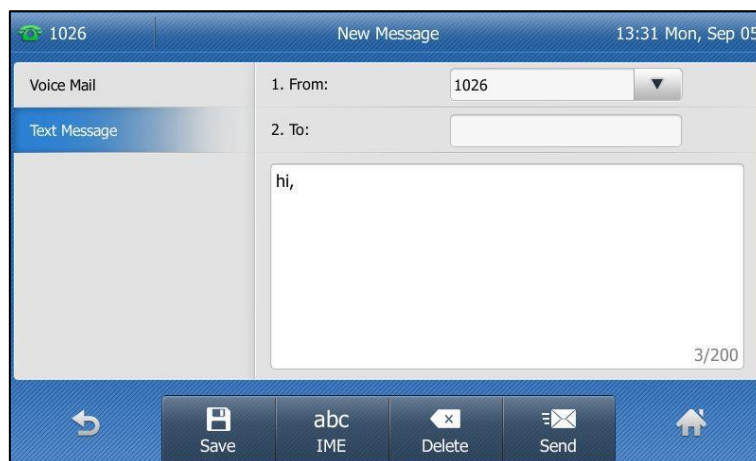 1026 New Message 13:31 Mon, Sep 05
Voice Mail 1. From: 1026
Text Message 2. To:
hi,
3/200
abc
Save IME Delete Send